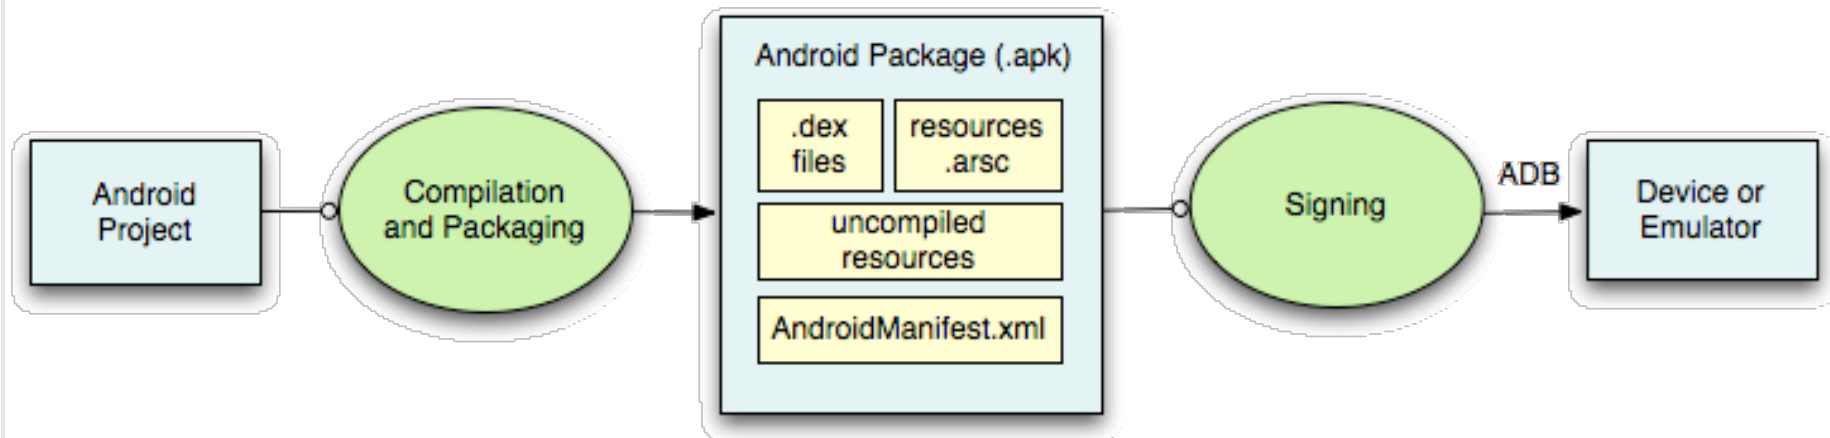 Android
Project
Compilation
and Packaging
Android Package (.apk)
.dex
files
resources
.arsc
uncompiled
resources
AndroidManifest.xml
Signing
ADB
Device or
Emulator